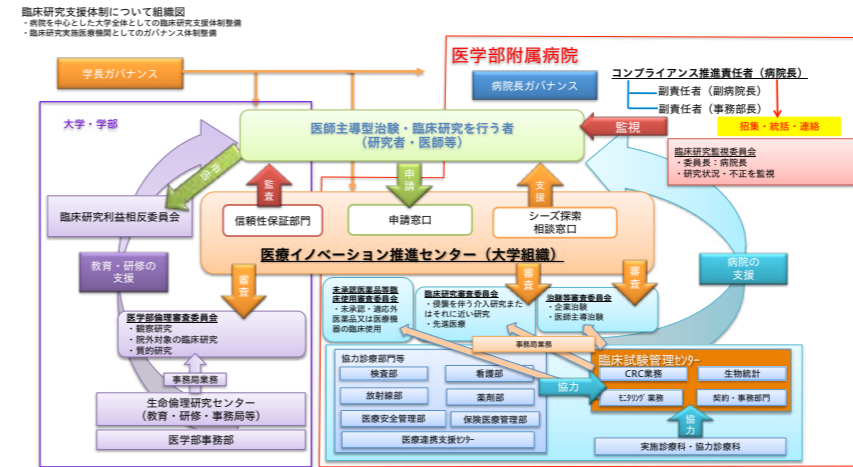 臨床研究支援体制について組織図
・病院を中心とした大学全体としての臨床研究支援体制整備
・臨床研究実施医療機関としてのガバナンス体制整備
学長ガバナンス
医学部附属病院
病院長ガバナンス
コンプライアンス推進責任者（病院長）
副責任者（副病院長）
副責任者（事務部長）
大学・学部
医師主導型治験・臨床研究を行う者
（研究者・医師等）
監視
招集・統括・連絡
臨床研究監視委員会
・委員長：病院長
・研究状況・不正を監視
申告
監査
申請
支援
臨床研究利益相反委員会
信頼性保証部門
申請窓口
シーズ探索
相談窓口
医療イノベーション推進センター（大学組織）
教育・研修の
支援
病院の
支援
審査
審査
審査
医学部倫理審査委員会
・観察研究
・院外対象の臨床研究
・質的研究
未承認医薬品等臨
床使用審査委員会
・未承認・適応外
医薬品又は医療機
器の臨床使用
臨床研究審査委員会
・侵襲を伴う介入研究また
はそれに近い研究
・先進医療
治験等審査委員会
・企業治験
・医師主導治験
事務局業務
事務局業務
生命倫理研究センター
（教育・研修・事務局等）
医学部事務部
協力診療部門等
検査部
看護部
放射線部
薬剤部
医療安全管理部
保険医療管理部
医療連携支援センター
協力
臨床試験管理センター
CRC業務
生物統計
モニタリング業務
契約・事務部門
協力
実施診療科・協力診療科